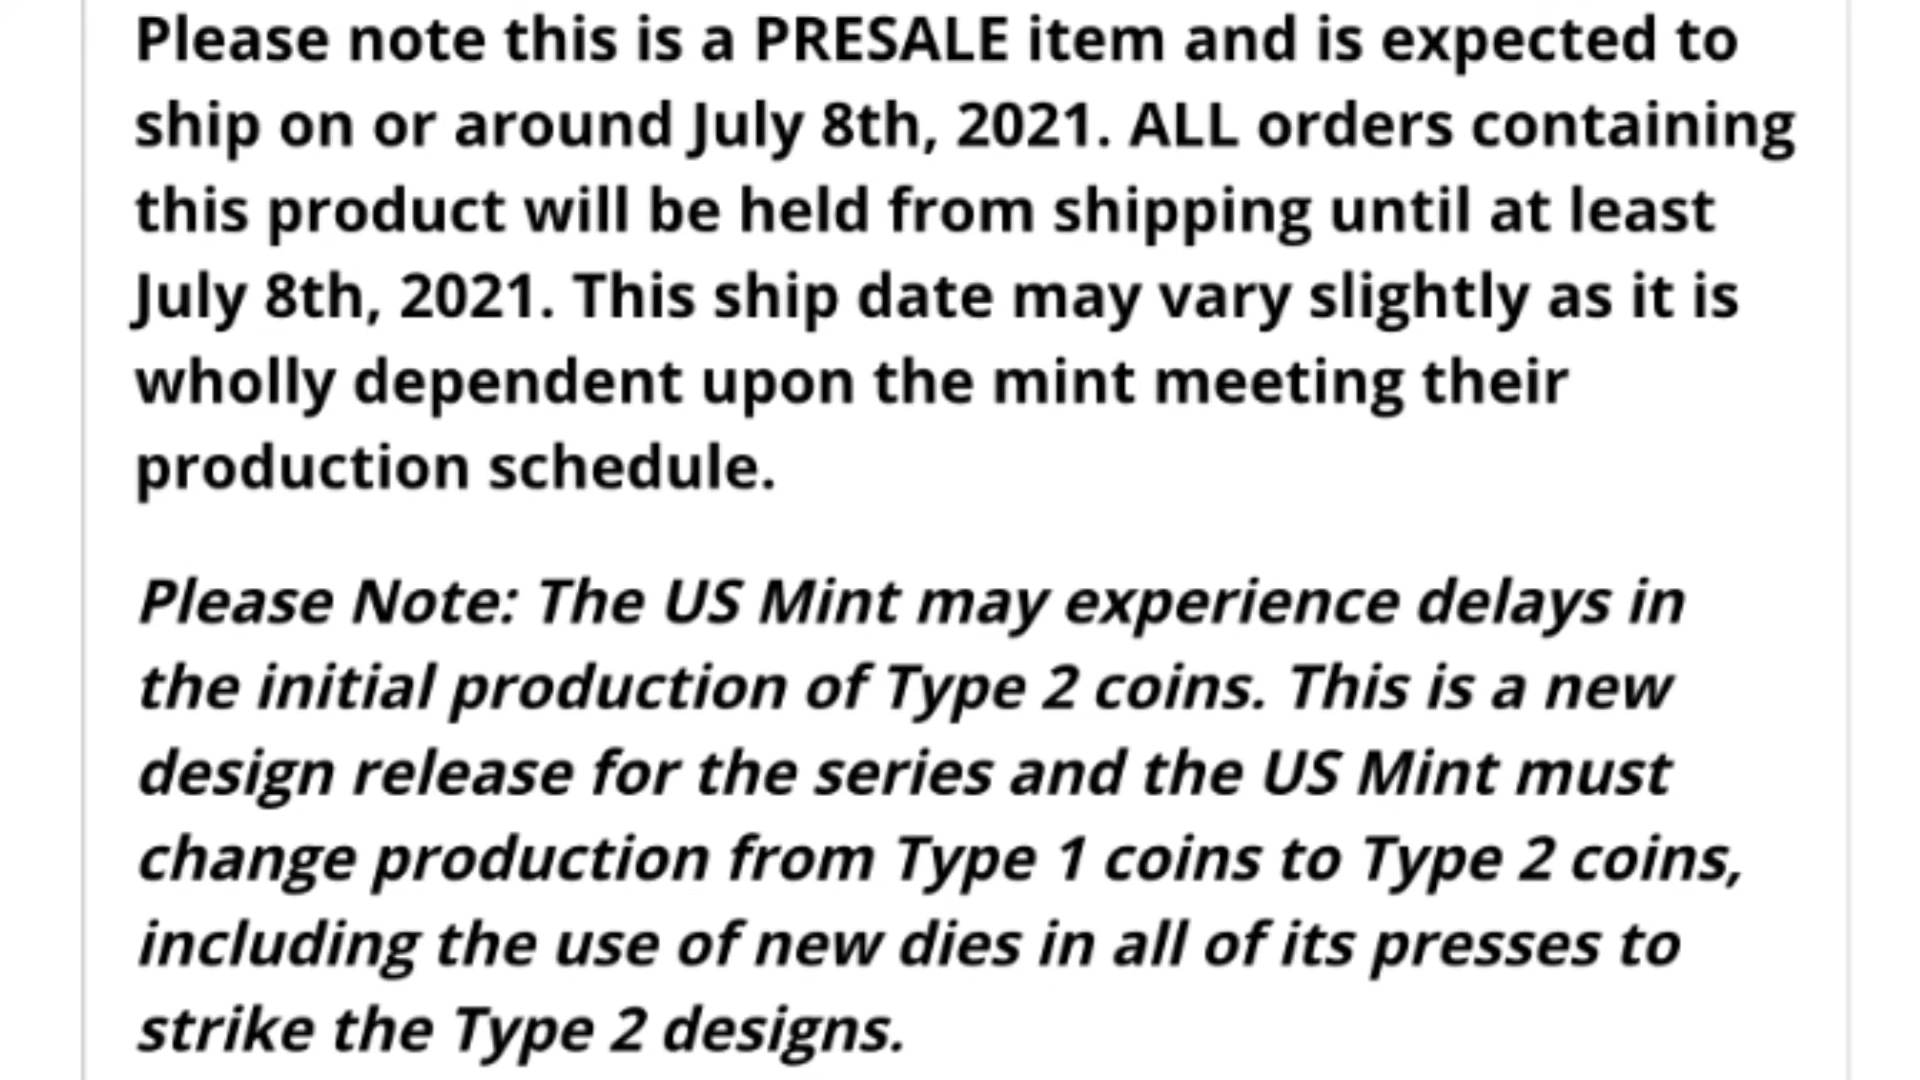 Please note this is a PRESALE item and is expected to
ship on or around July 8th, 2021. ALL orders containing
this product will be held from shipping until at least
July 8th, 2021. This ship date may vary slightly as it is
wholly dependent upon the mint meeting their
production schedule.
Please Note: The US Mint may experience delays in
the initial production of Type 2 coins. This is a new
design release for the series and the US Mint must
change production from Type 1 coins to Type 2 coins,
including the use of new dies in all of its presses to
strike the Type 2 designs.